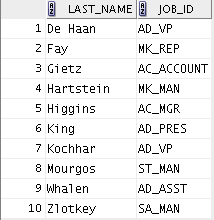 LAST_NAME JOB_ID
1 De Haan AD_VP
2 Fay MK_REP
3 Gietz AC_ACCOUNT
4 Hartstein MK_MAN
5 Higgins AC_MGR
6 King AD_PRES
7 Kochhar AD_VP
8 Mourgos ST_MAN
9 Whalen AD_ASST
10 Zlotkey SA_MAN